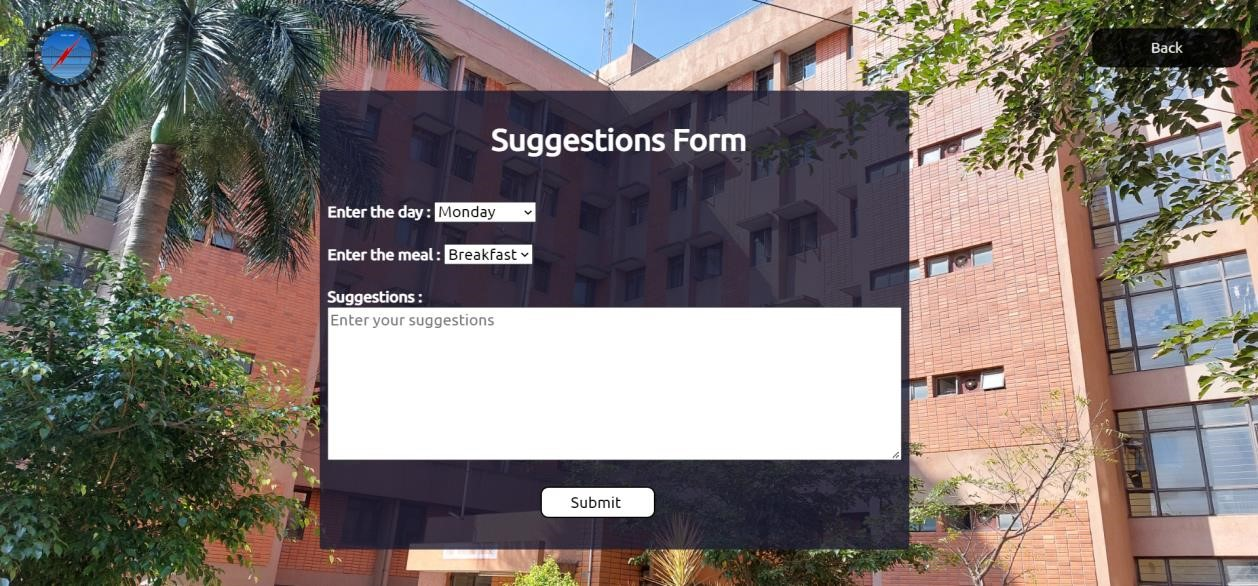 Back
Suggestions Form
Enter the day : Monday
Enter the meal : Breakfast
Suggestions :
Enter your suggestions
Submit